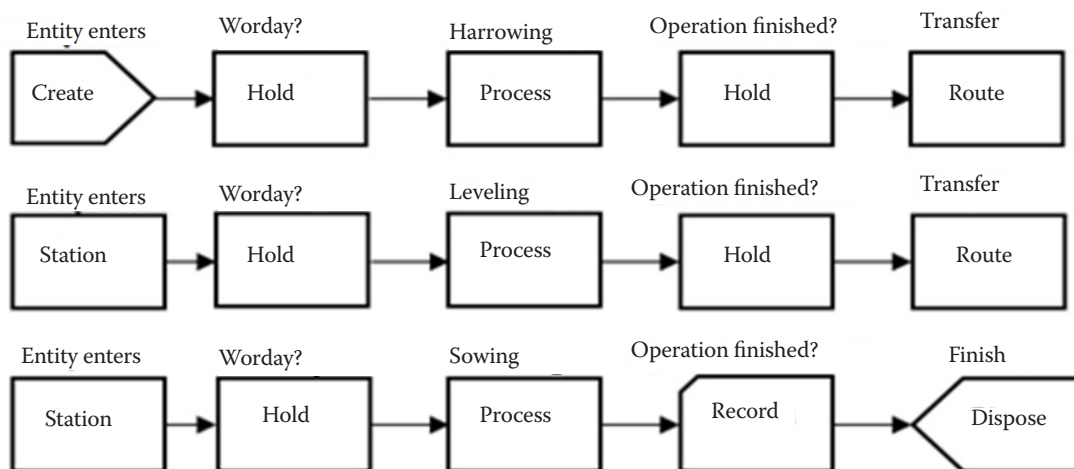 Entity enters
Worday?
Harrowing
Operation finished?
Transfer
Create
Hold
Process
Hold
Route
Entity enters
Worday?
Leveling
Operation finished?
Transfer
Station
Hold
Process
Hold
Route
Entity enters
Worday?
Sowing
Operation finished?
Finish
Station
Hold
Process
Record
Dispose